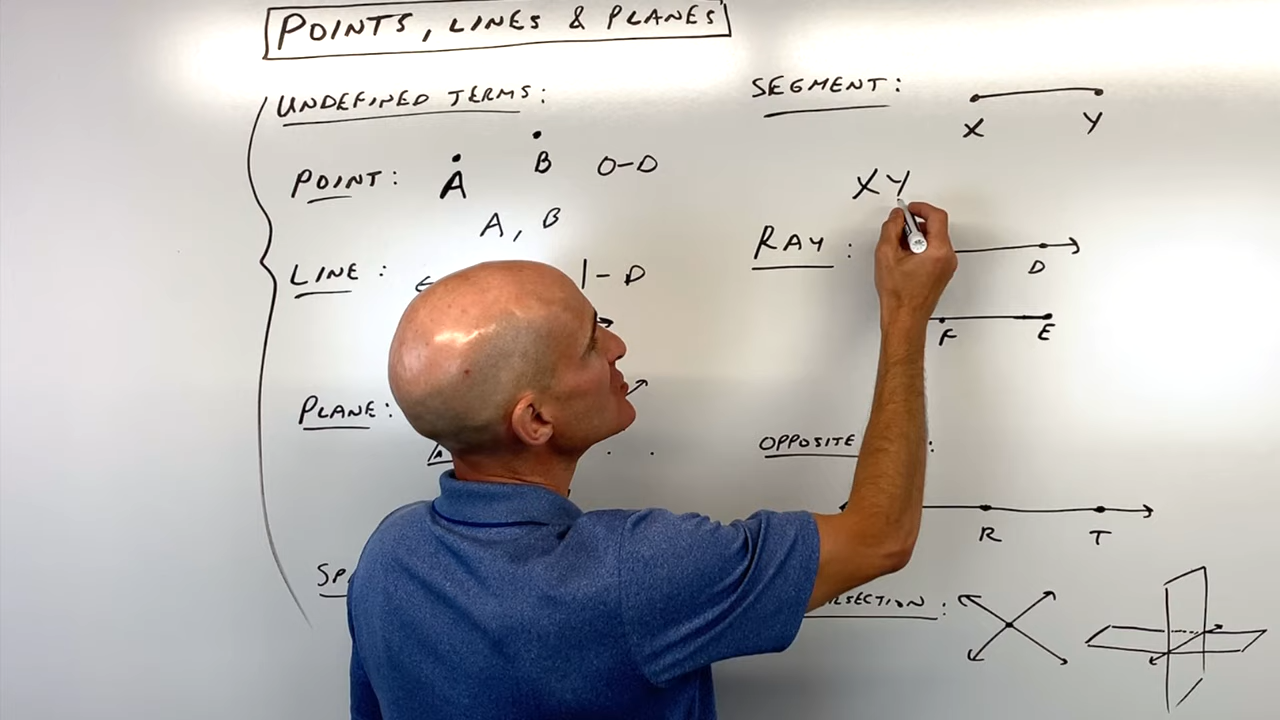 POINTS, LINES & PLANES
UNDEFINED TERMS:
POINT: A B 0-D
A, B
LINE: 1-D
PLANE:
A
SEGMENT:
X Y
XY
RAY:
D
F E
OPPOSITE :
R T
: